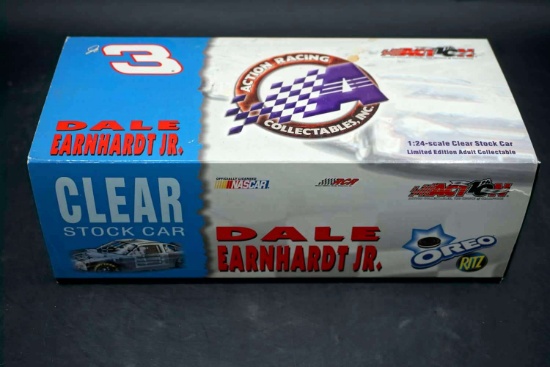 3
ACTION RACING
COLLECTABLES, INC.
ACTION
DALE
EARNHARDT JR.
1:24-scale Clear Stock Car
Limited Edition Adult Collectable
CLEAR
STOCK CAR
NASCAR
RCR
ACTION
DALE
EARNHARDT JR.
OREO
RITZ